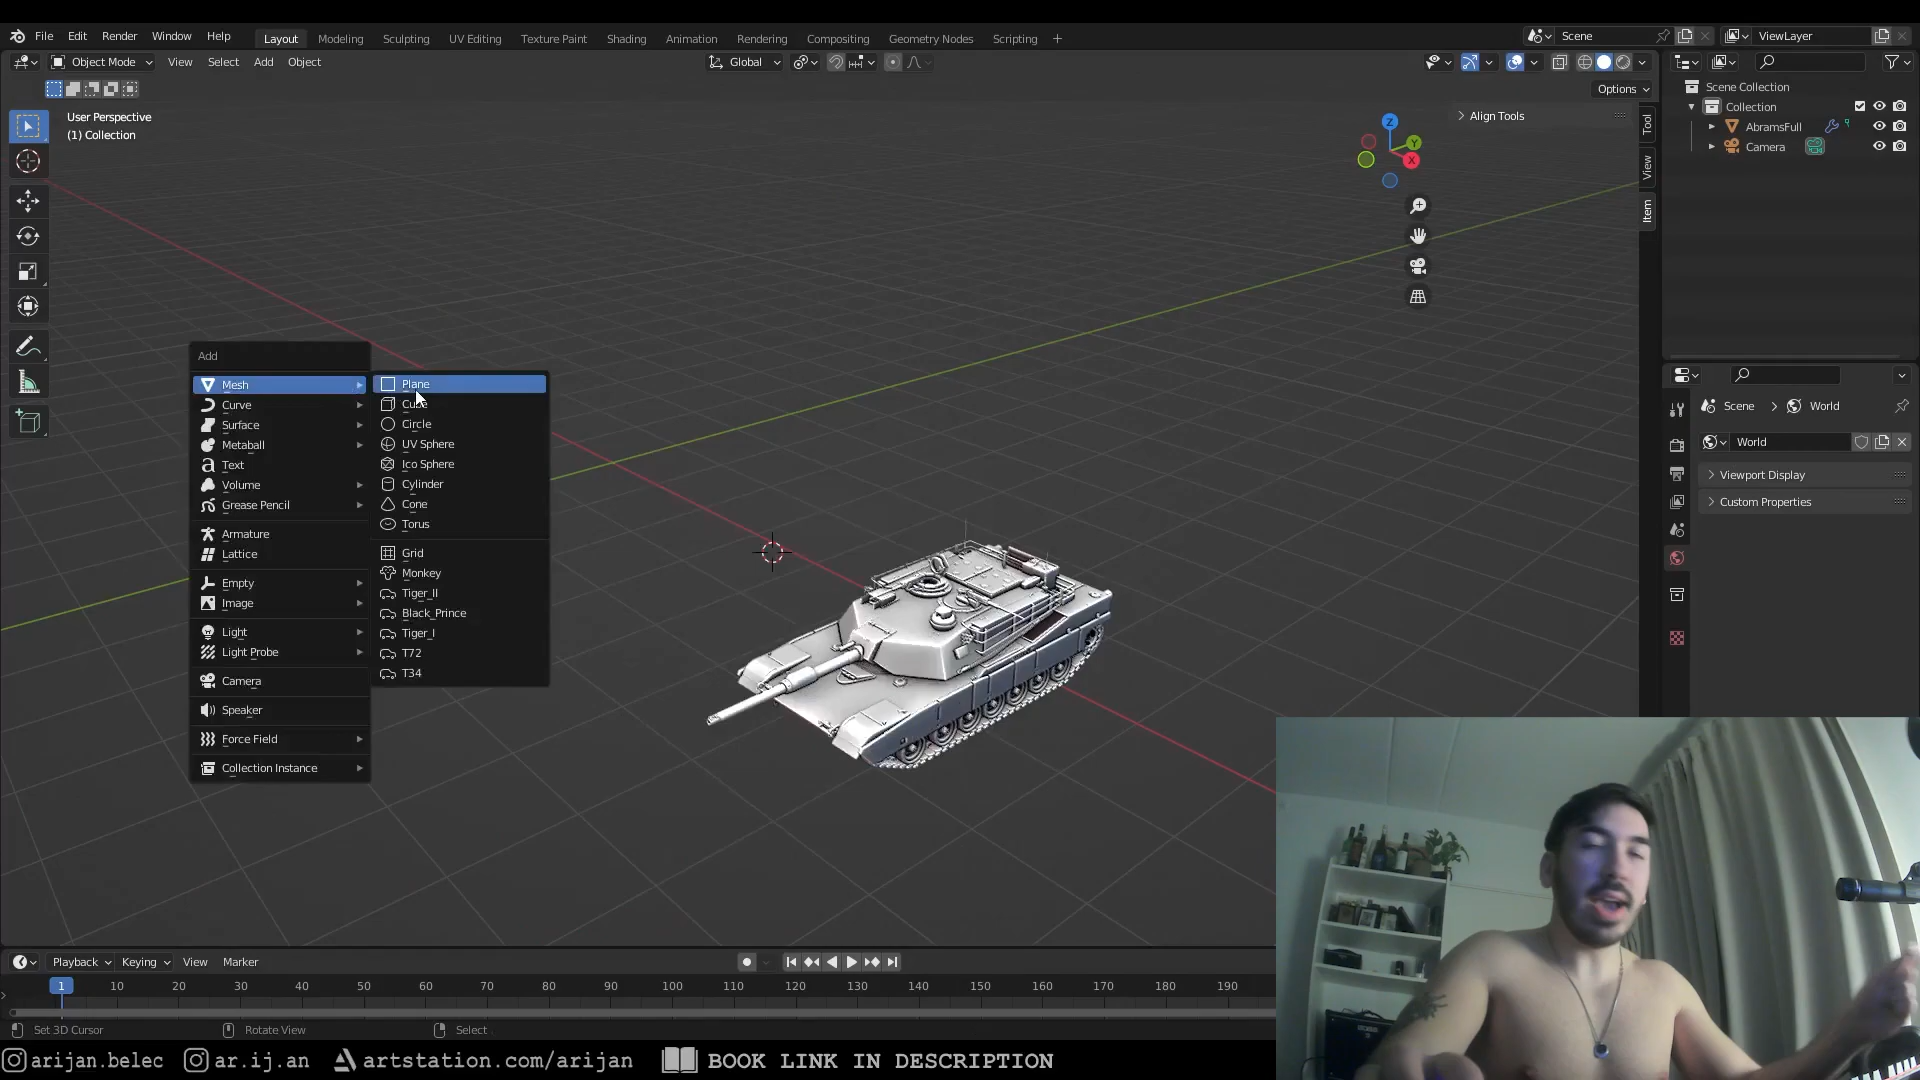 File Edit Render Window Help Layout Modeling Sculpting UV Editing Texture Paint Shading Animation Rendering Compositing Geometry Nodes Scripting + Scene ViewLayer
Object Mode View Select Add Object Global
Options
User Perspective
(1) Collection
Align Tools
Z
Y
X
Tool
View
Item
Scene Collection
Collection
AbramsFull
Camera
Scene > World
World
Viewport Display
Custom Properties
Add
Mesh
Curve
Surface
Metaball
Text
Volume
Grease Pencil
Armature
Lattice
Empty
Image
Light
Light Probe
Camera
Speaker
Force Field
Collection Instance
Plane
Cube
Circle
UV Sphere
Ico Sphere
Cylinder
Cone
Torus
Grid
Monkey
Tiger_II
Black_Prince
Tiger_I
T72
T34
Playback Keying View Marker
1 10 20 30 40 50 60 70 80 90 100 110 120 130 140 150 160 170 180 190
Set 3D Cursor Rotate View Select
arijan.belec ar.ij.an artstation.com/arijan BOOK LINK IN DESCRIPTION